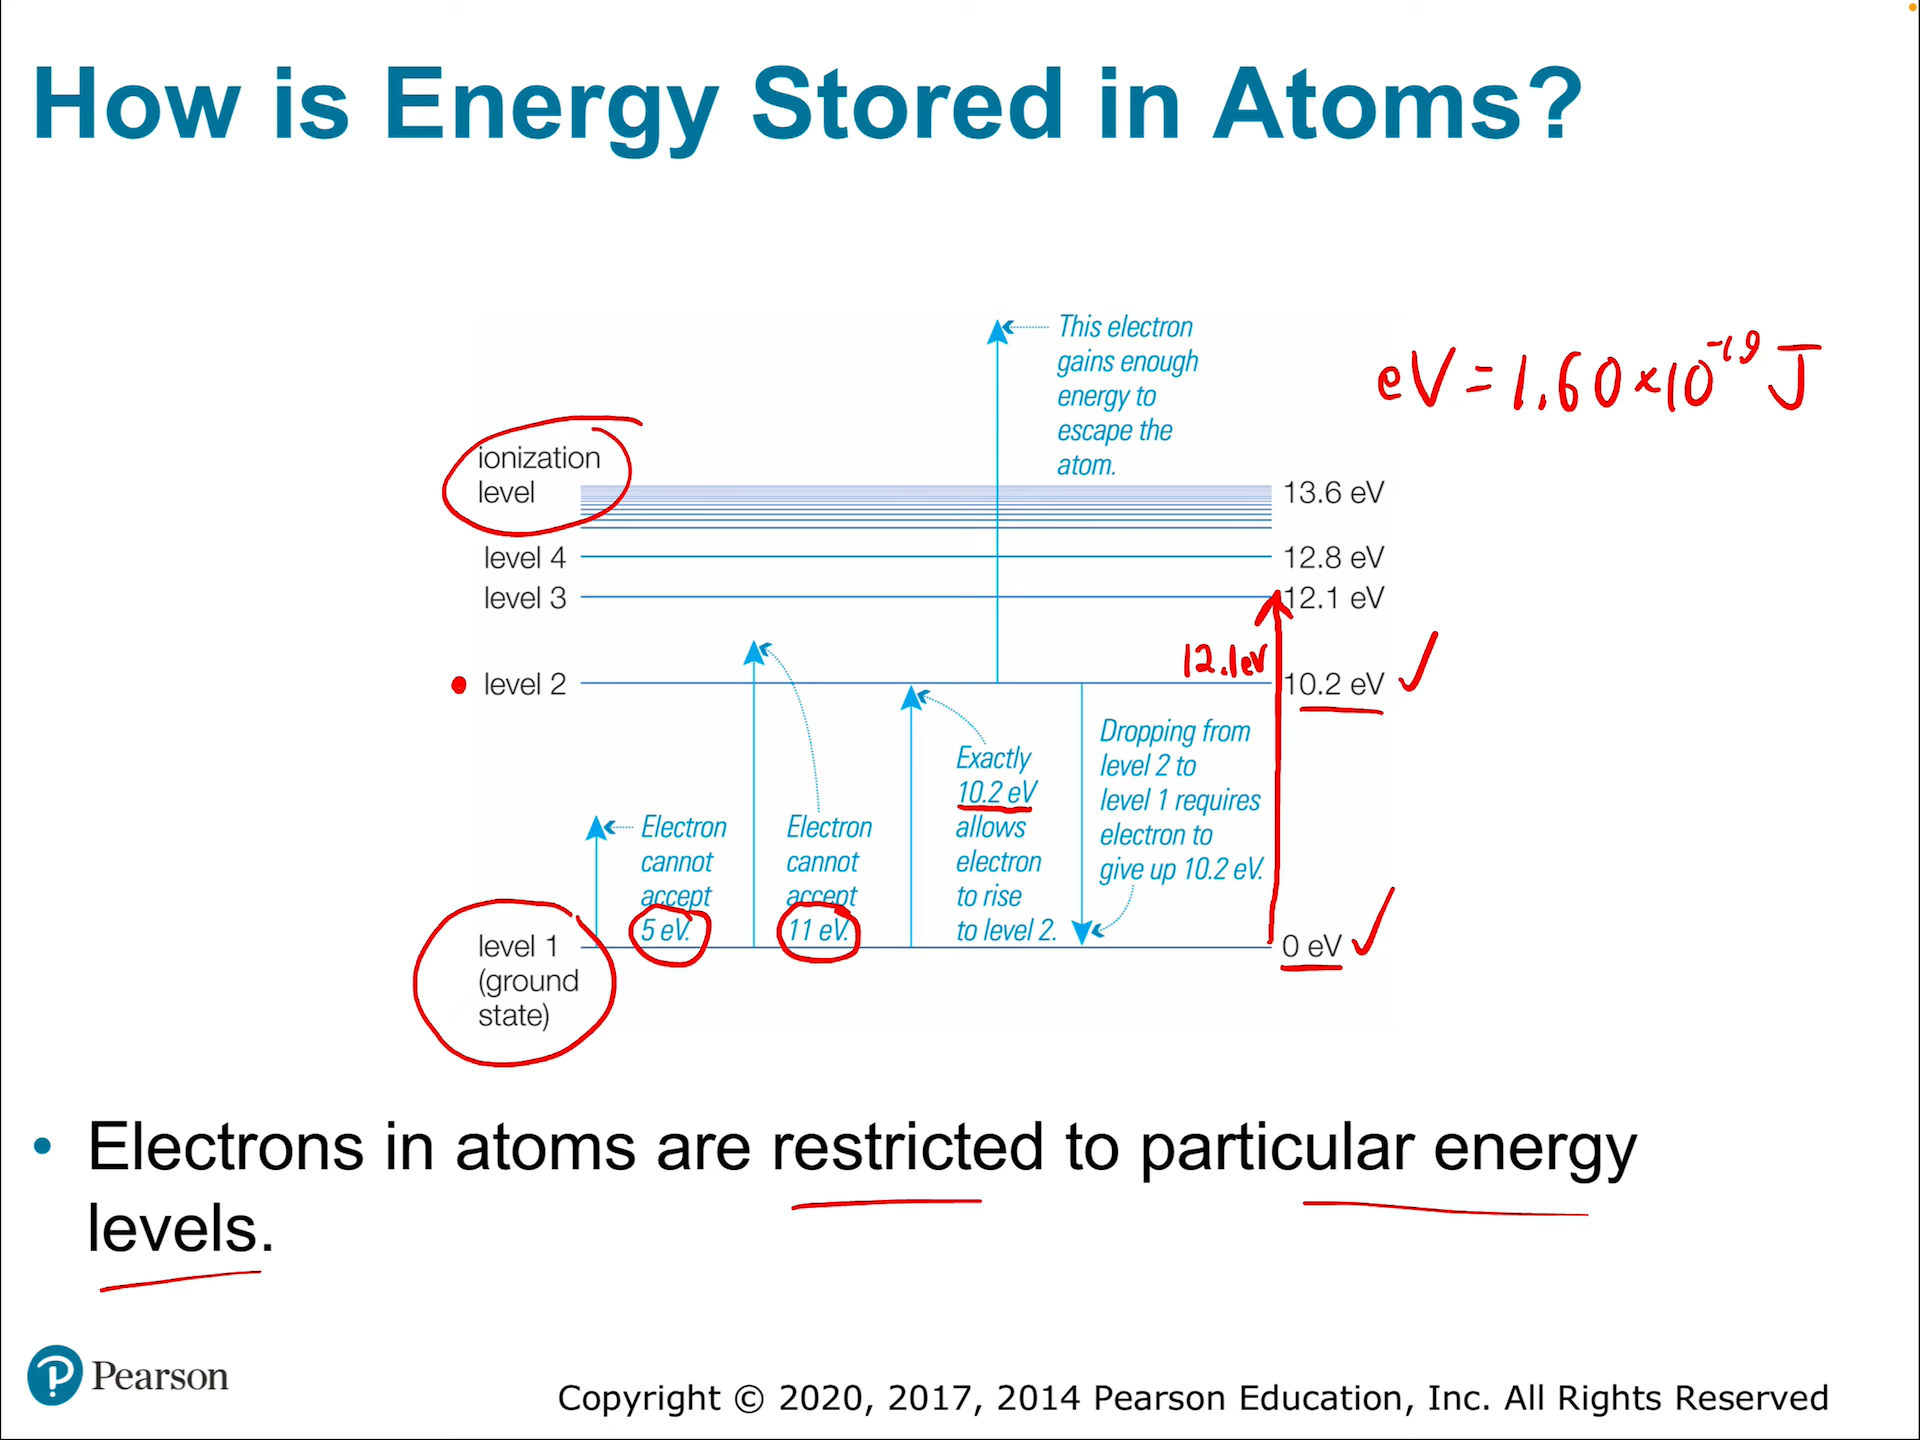 How is Energy Stored in Atoms?
This electron
gains enough
energy to
escape the
atom.
eV = 1.60×10⁻¹⁹ J
ionization
level
13.6 eV
level 4
12.8 eV
level 3
12.1 eV
12.1ev
level 2
10.2 eV
Electron
cannot
accept
5 eV.
Electron
cannot
accept
11 eV.
Exactly
10.2 eV
allows
electron
to rise
to level 2.
Dropping from
level 2 to
level 1 requires
electron to
give up 10.2 eV.
level 1
(ground
state)
0 eV
• Electrons in atoms are restricted to particular energy
levels.
P Pearson
Copyright © 2020, 2017, 2014 Pearson Education, Inc. All Rights Reserved